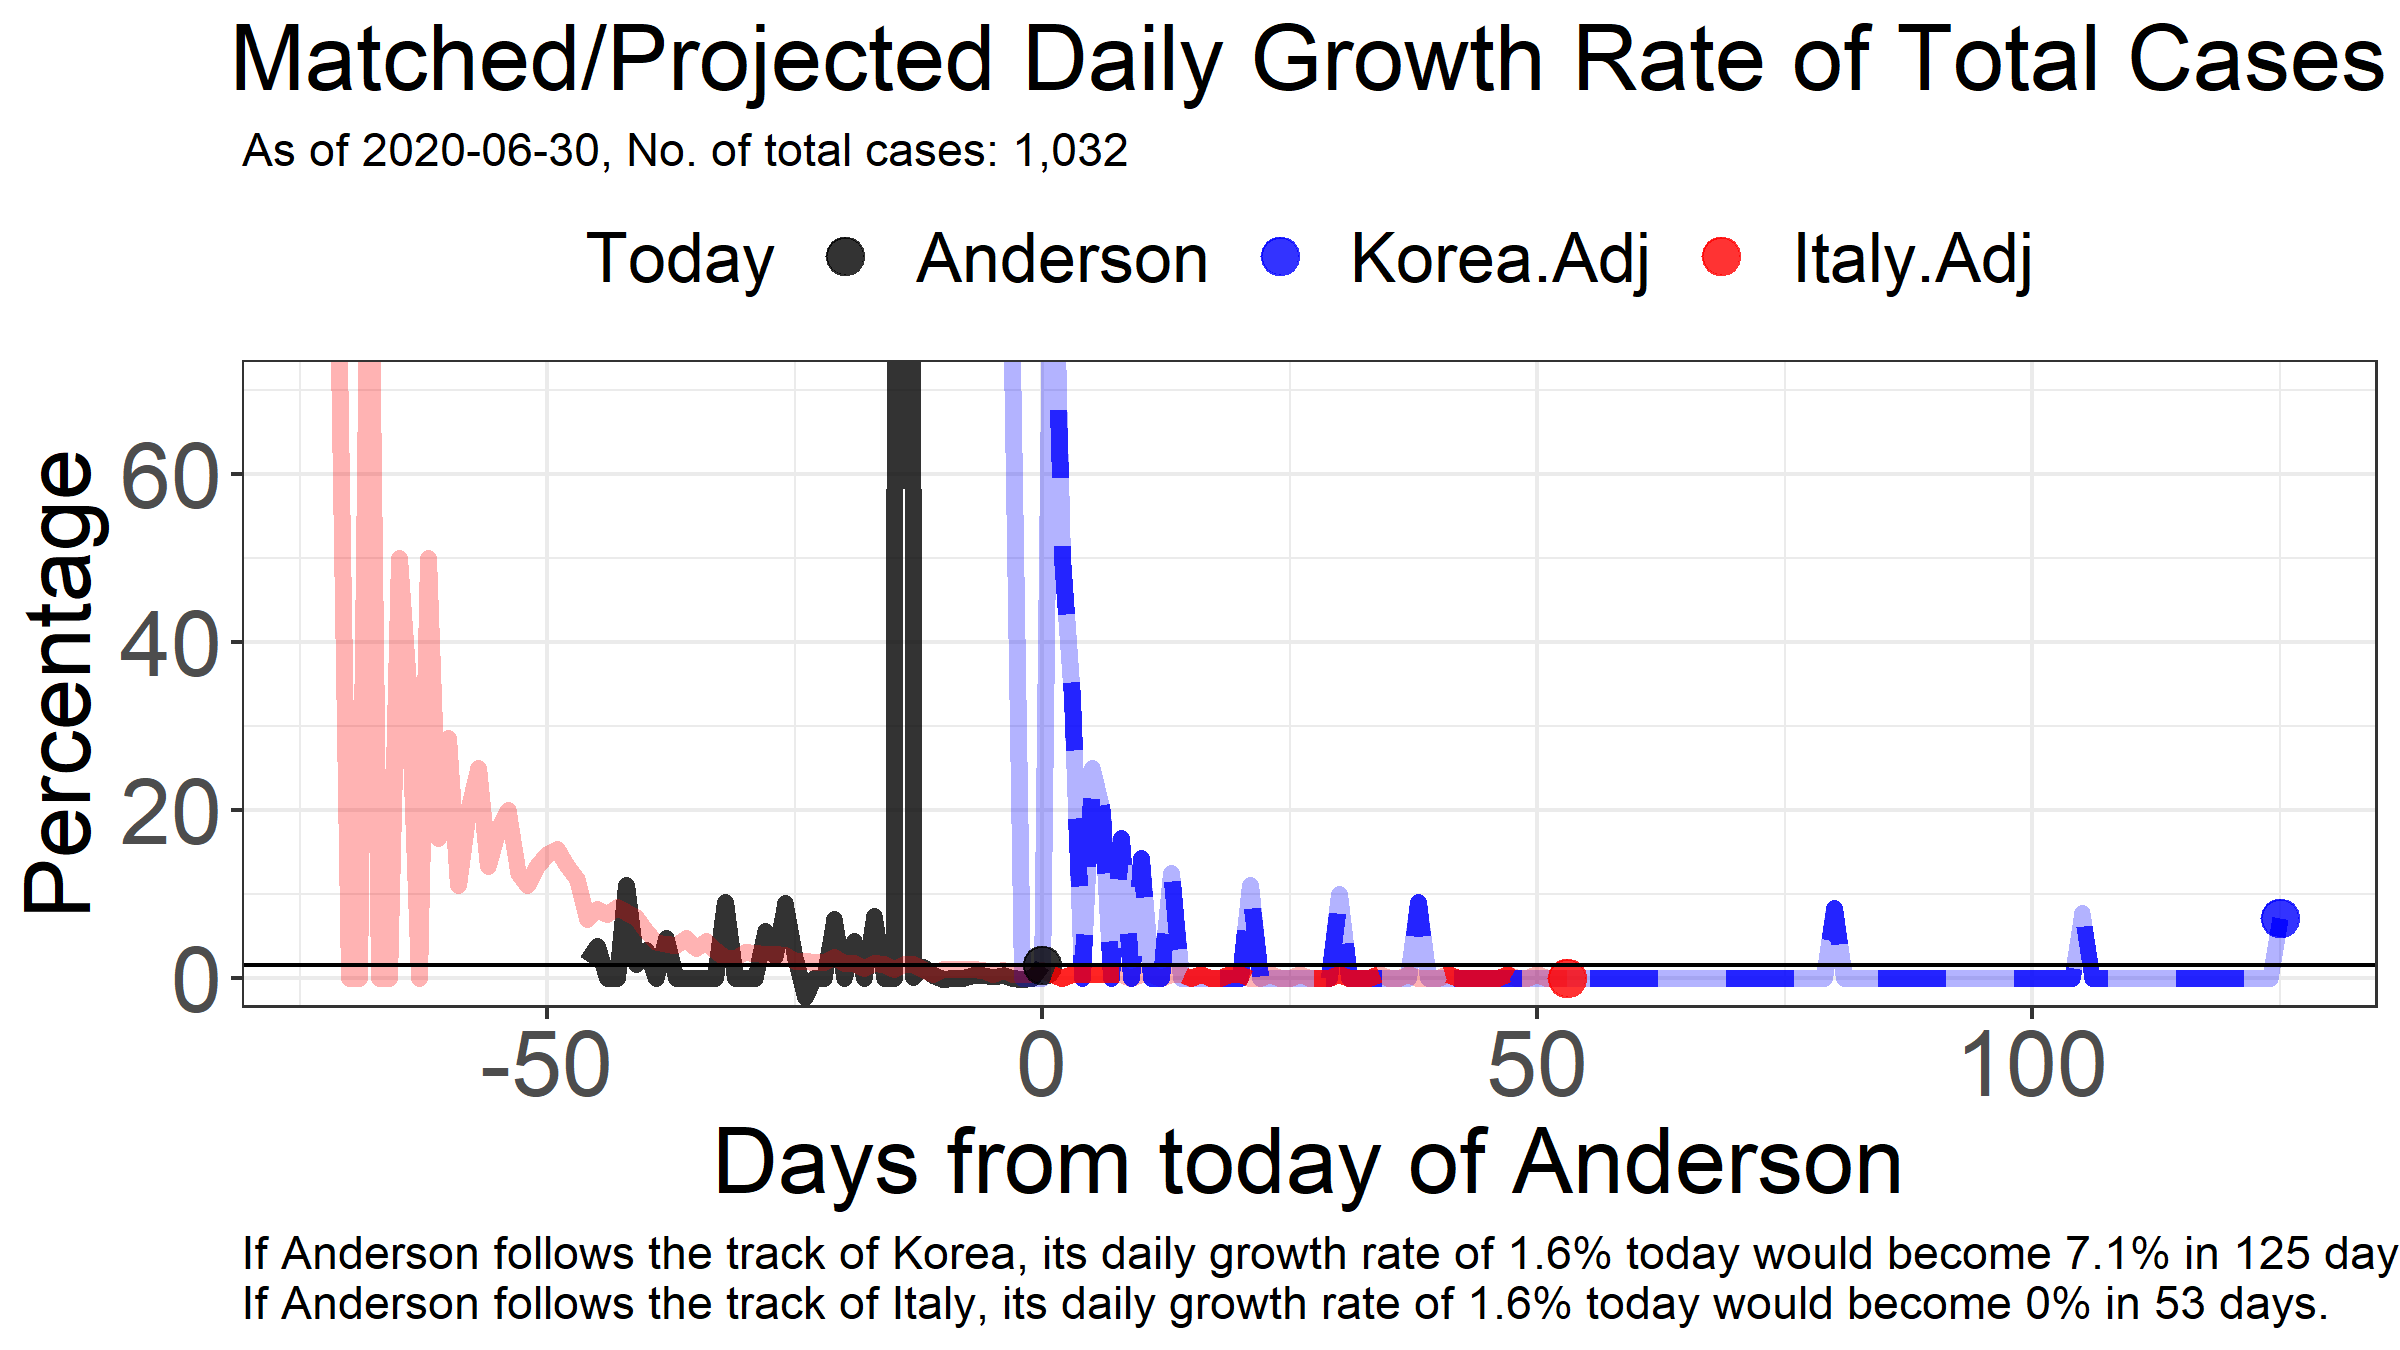 Matched/Projected Daily Growth Rate of Total Cases
As of 2020-06-30, No. of total cases: 1,032
Today Anderson Korea.Adj Italy.Adj
Percentage
60
40
20
0
-50 0 50 100
Days from today of Anderson
If Anderson follows the track of Korea, its daily growth rate of 1.6% today would become 7.1% in 125 day
If Anderson follows the track of Italy, its daily growth rate of 1.6% today would become 0% in 53 days.